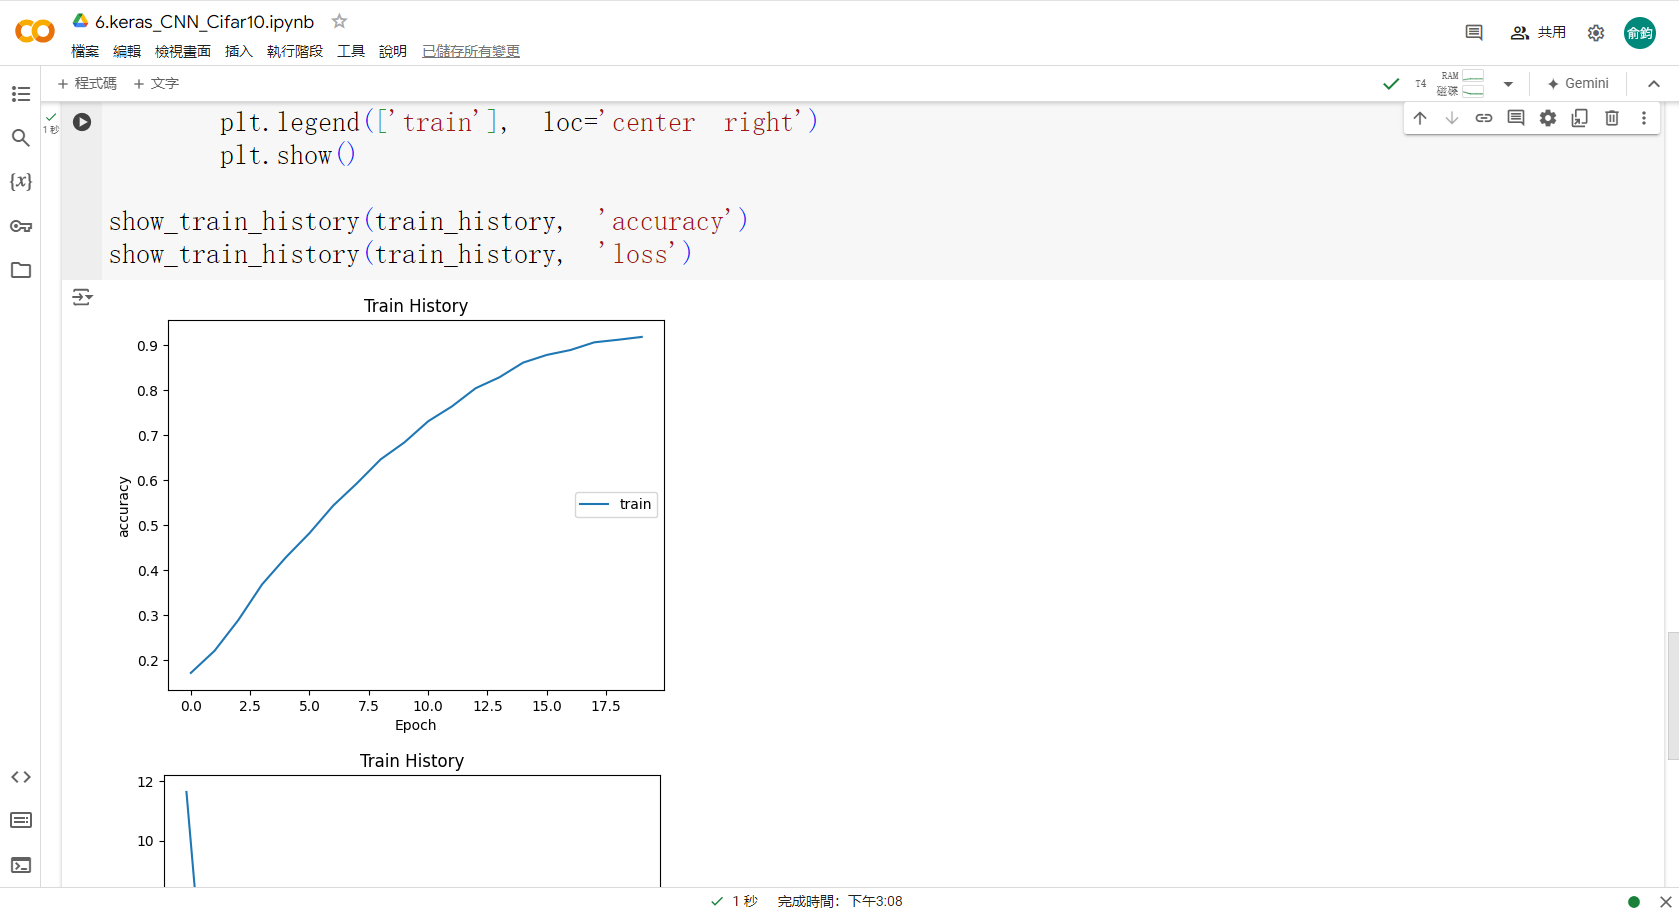 6.keras_CNN_Cifar10.ipynb
檔案 編輯 檢視畫面 插入 執行階段 工具 說明 已儲存所有變更
共用
俞鈞
+ 程式碼 + 文字
T4 RAM 磁碟 Gemini
1 秒
plt.legend(['train'], loc='center right')
plt.show()
show_train_history(train_history, 'accuracy')
show_train_history(train_history, 'loss')
Train History
0.9
0.8
0.7
0.6
0.5
0.4
0.3
0.2
accuracy
train
0.0 2.5 5.0 7.5 10.0 12.5 15.0 17.5
Epoch
Train History
12
10
1 秒 完成時間：下午3:08